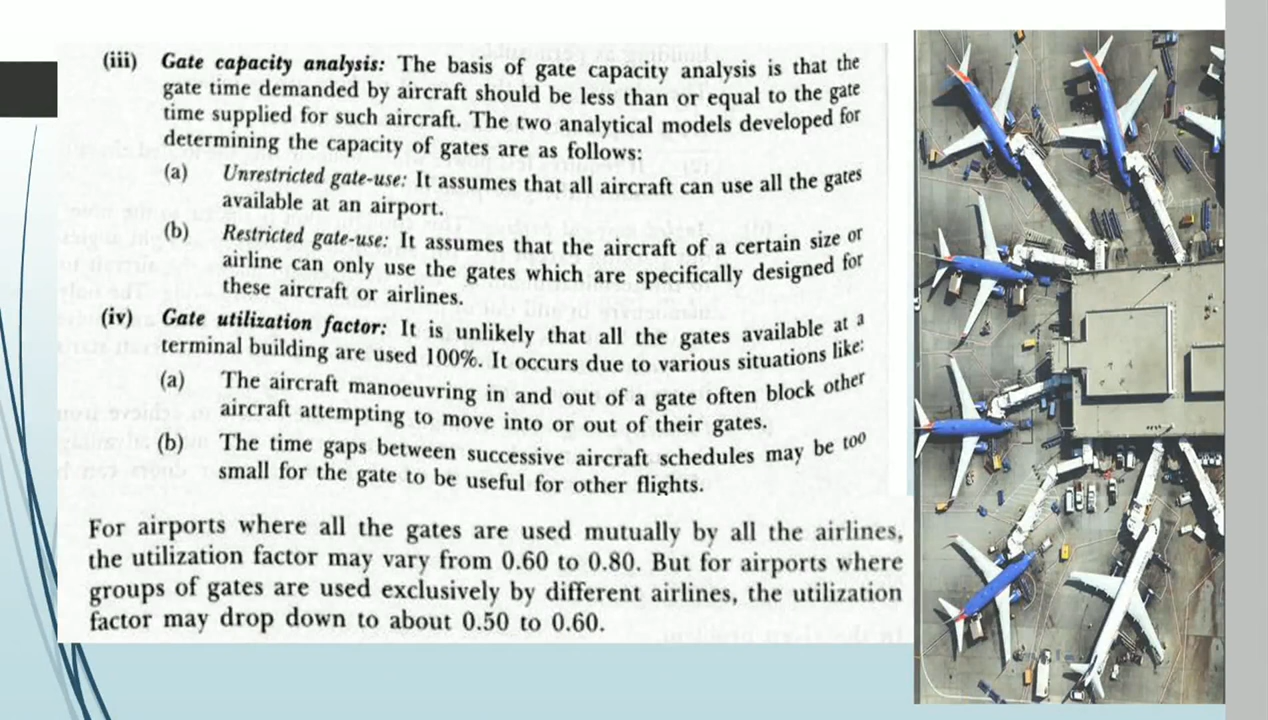 (iii) Gate capacity analysis: The basis of gate capacity analysis is that the
gate time demanded by aircraft should be less than or equal to the gate
time supplied for such aircraft. The two analytical models developed for
determining the capacity of gates are as follows:
(a) Unrestricted gate-use: It assumes that all aircraft can use all the gates
available at an airport.
(b) Restricted gate-use: It assumes that the aircraft of a certain size or
airline can only use the gates which are specifically designed for
these aircraft or airlines.
(iv) Gate utilization factor: It is unlikely that all the gates available at a
terminal building are used 100%. It occurs due to various situations like:
(a) The aircraft manoeuvring in and out of a gate often block other
aircraft attempting to move into or out of their gates.
(b) The time gaps between successive aircraft schedules may be too
small for the gate to be useful for other flights.
For airports where all the gates are used mutually by all the airlines,
the utilization factor may vary from 0.60 to 0.80. But for airports where
groups of gates are used exclusively by different airlines, the utilization
factor may drop down to about 0.50 to 0.60.